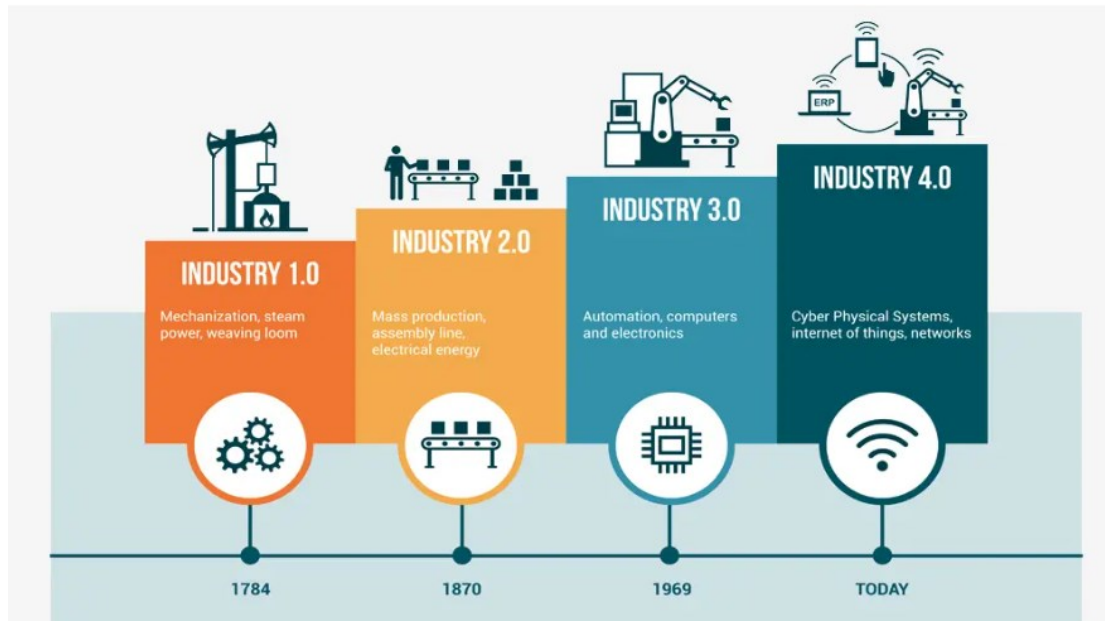 ERP
INDUSTRY 1.0
Mechanization, steam
power, weaving loom
INDUSTRY 2.0
Mass production,
assembly line,
electrical energy
INDUSTRY 3.0
Automation, computers
and electronics
INDUSTRY 4.0
Cyber Physical Systems,
internet of things, networks
1784
1870
1969
TODAY